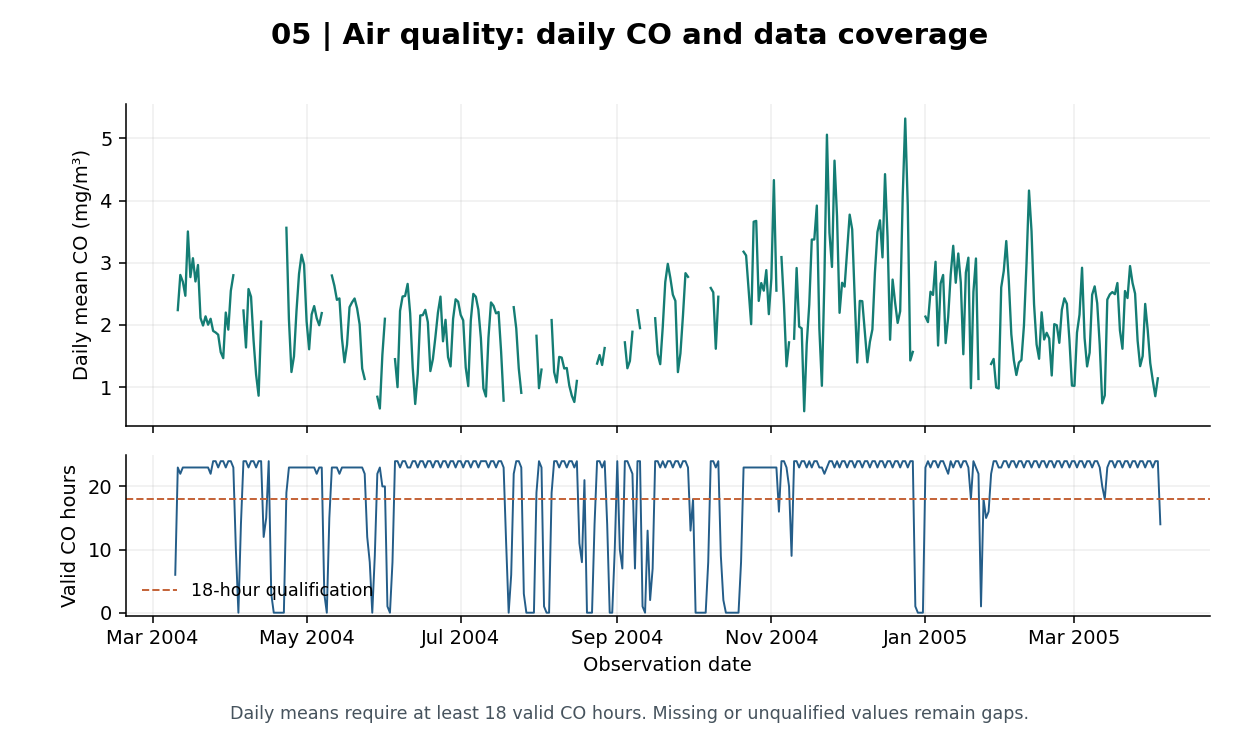 05 | Air quality: daily CO and data coverage
Daily mean CO (mg/m³)
5
4
3
2
1
Valid CO hours
20
10
0
18-hour qualification
Mar 2004 May 2004 Jul 2004 Sep 2004 Nov 2004 Jan 2005 Mar 2005
Observation date
Daily means require at least 18 valid CO hours. Missing or unqualified values remain gaps.